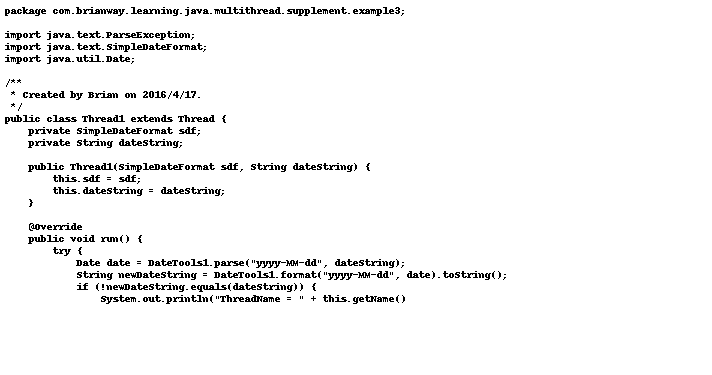 package com.brianway.learning.java.multithread.supplement.example3;

import java.text.ParseException;
import java.text.SimpleDateFormat;
import java.util.Date;

/**
 * Created by Brian on 2016/4/17.
 */
public class Thread1 extends Thread {
    private SimpleDateFormat sdf;
    private String dateString;

    public Thread1(SimpleDateFormat sdf, String dateString) {
        this.sdf = sdf;
        this.dateString = dateString;
    }

    @Override
    public void run() {
        try {
            Date date = DateTools1.parse("yyyy-MM-dd", dateString);
            String newDateString = DateTools1.format("yyyy-MM-dd", date).toString();
            if (!newDateString.equals(dateString)) {
                System.out.println("ThreadName = " + this.getName()